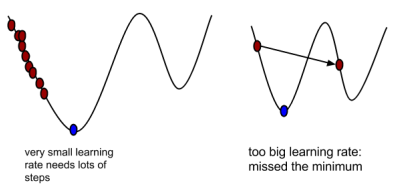 very small learning
rate needs lots of
steps
too big learning rate:
missed the minimum